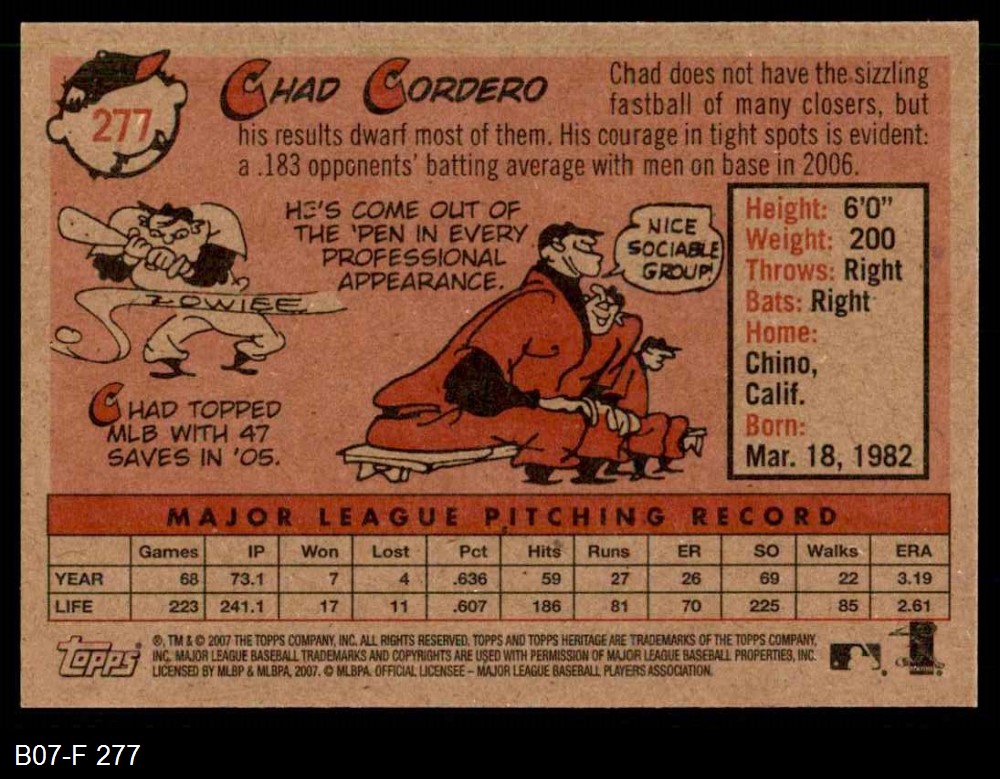 277
CHAD CORDERO
Chad does not have the sizzling
fastball of many closers, but
his results dwarf most of them. His courage in tight spots is evident:
a .183 opponents' batting average with men on base in 2006.
HE'S COME OUT OF
THE 'PEN IN EVERY
PROFESSIONAL
APPEARANCE.
NICE
SOCIABLE
GROUP!
ZOWIEE
CHAD TOPPED
MLB WITH 47
SAVES IN '05.
Height: 6'0"
Weight: 200
Throws: Right
Bats: Right
Home:
Chino,
Calif.
Born:
Mar. 18, 1982
MAJOR LEAGUE PITCHING RECORD
Games IP Won Lost Pct Hits Runs ER SO Walks ERA
YEAR 68 73.1 7 4 .636 59 27 26 69 22 3.19
LIFE 223 241.1 17 11 .607 186 81 70 225 85 2.61
Topps
®, TM & © 2007 THE TOPPS COMPANY, INC. ALL RIGHTS RESERVED. TOPPS AND TOPPS HERITAGE ARE TRADEMARKS OF THE TOPPS COMPANY,
INC. MAJOR LEAGUE BASEBALL TRADEMARKS AND COPYRIGHTS ARE USED WITH PERMISSION OF MAJOR LEAGUE BASEBALL PROPERTIES, INC.
LICENSED BY MLBP & MLBPA, 2007. © MLBPA. OFFICIAL LICENSEE – MAJOR LEAGUE BASEBALL PLAYERS ASSOCIATION.
B07-F 277